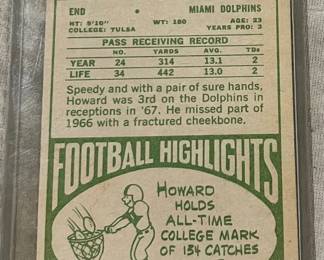 END • MIAMI DOLPHINS
HT: 5'10" WT: 180 AGE: 23
COLLEGE: TULSA YEARS PRO: 3
PASS RECEIVING RECORD
NO. YARDS AVG. TDs
YEAR 24 314 13.1 2
LIFE 34 442 13.0 2
Speedy and with a pair of sure hands,
Howard was 3rd on the Dolphins in
receptions in '67. He missed part of
1966 with a fractured cheekbone.
FOOTBALL HIGHLIGHTS
HOWARD
HOLDS
ALL-TIME
COLLEGE MARK
OF 134 CATCHES